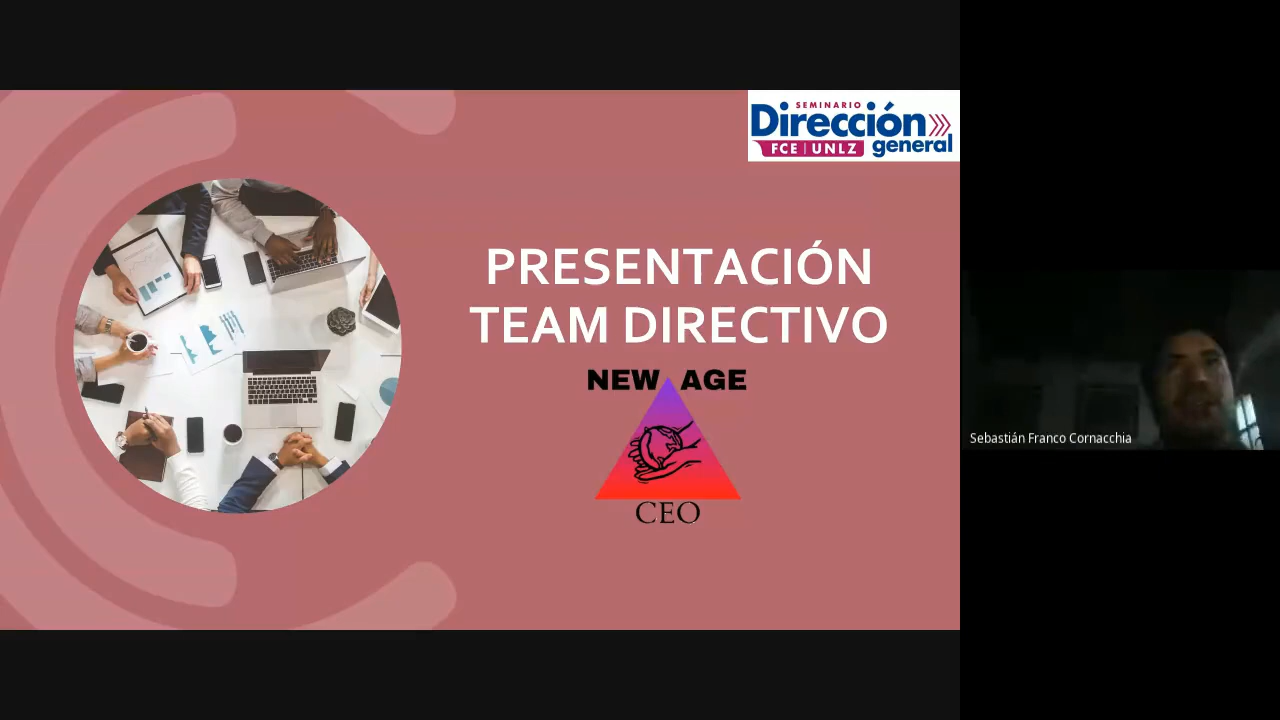 SEMINARIO
Dirección
general
FCE | UNLZ
PRESENTACIÓN
TEAM DIRECTIVO
NEW AGE
CEO
Sebastián Franco Cornacchia